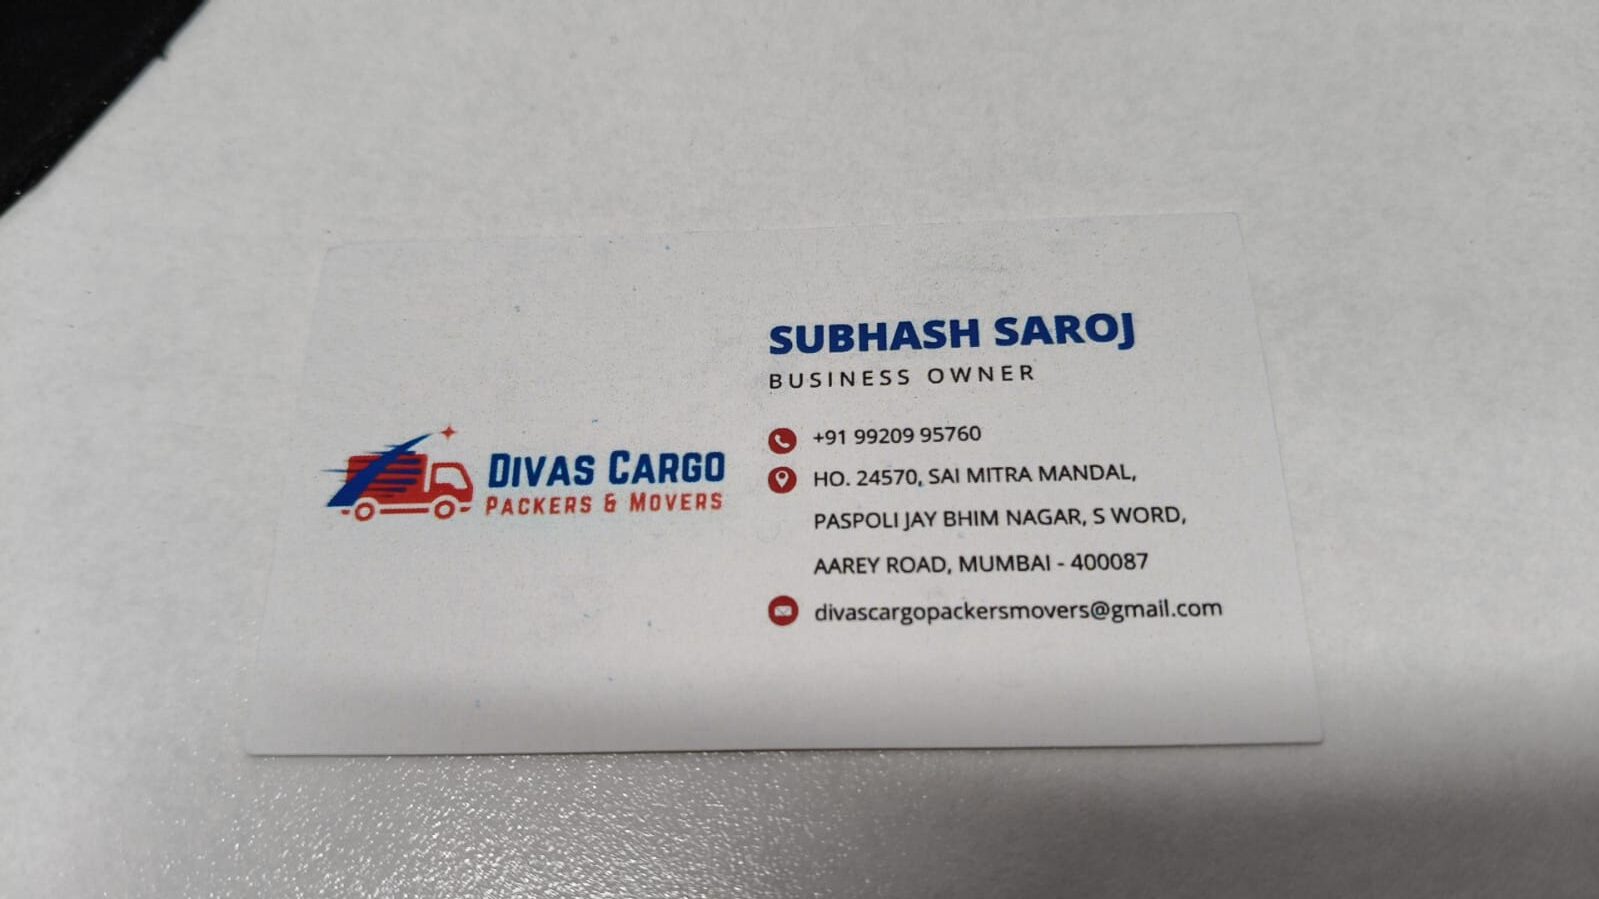 DIVAS CARGO
PACKERS & MOVERS
SUBHASH SAROJ
BUSINESS OWNER
+91 99209 95760
HO. 24570, SAI MITRA MANDAL,
PASPOLI JAY BHIM NAGAR, S WORD,
AAREY ROAD, MUMBAI - 400087
divascargopackersmovers@gmail.com